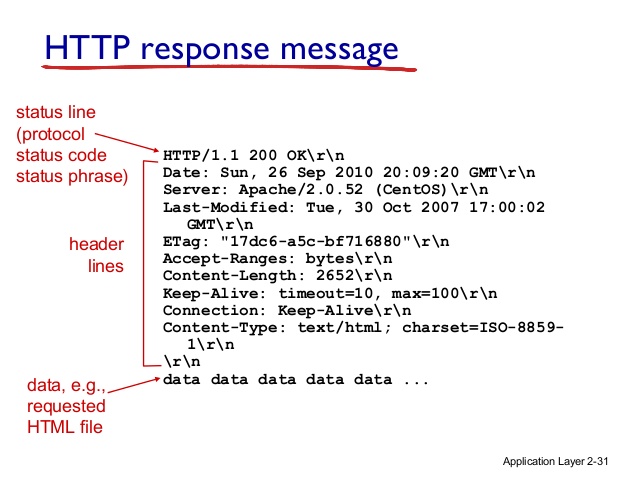 HTTP response message
status line
(protocol
status code
status phrase)
HTTP/1.1 200 OK\r\n
Date: Sun, 26 Sep 2010 20:09:20 GMT\r\n
Server: Apache/2.0.52 (CentOS)\r\n
Last-Modified: Tue, 30 Oct 2007 17:00:02
GMT\r\n
ETag: "17dc6-a5c-bf716880"\r\n
Accept-Ranges: bytes\r\n
Content-Length: 2652\r\n
Keep-Alive: timeout=10, max=100\r\n
Connection: Keep-Alive\r\n
Content-Type: text/html; charset=ISO-8859-
1\r\n
\r\n
data data data data data ...
header
lines
data, e.g.,
requested
HTML file
Application Layer 2-31